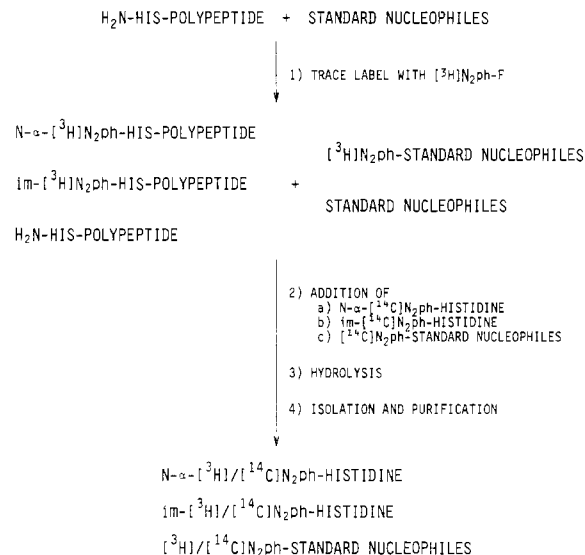 H₂N-HIS-POLYPEPTIDE + STANDARD NUCLEOPHILES
1) TRACE LABEL WITH [³H]N₂ph-F
N-α-[³H]N₂ph-HIS-POLYPEPTIDE
[³H]N₂ph-STANDARD NUCLEOPHILES
im-[³H]N₂ph-HIS-POLYPEPTIDE +
STANDARD NUCLEOPHILES
H₂N-HIS-POLYPEPTIDE
2) ADDITION OF
a) N-α-[¹⁴C]N₂ph-HISTIDINE
b) im-[¹⁴C]N₂ph-HISTIDINE
c) [¹⁴C]N₂ph-STANDARD NUCLEOPHILES
3) HYDROLYSIS
4) ISOLATION AND PURIFICATION
N-α-[³H]/[¹⁴C]N₂ph-HISTIDINE
im-[³H]/[¹⁴C]N₂ph-HISTIDINE
[³H]/[¹⁴C]N₂ph-STANDARD NUCLEOPHILES